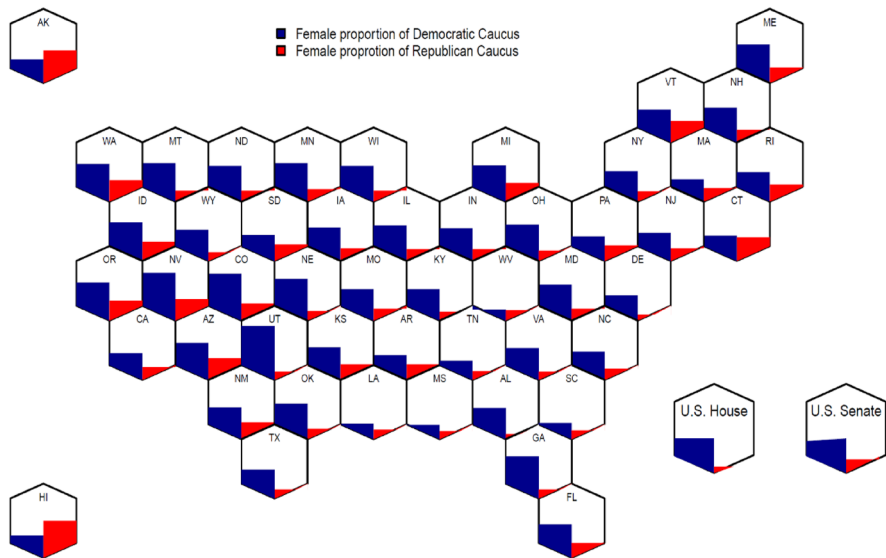 AK
Female proportion of Democratic Caucus
Female proprotion of Republican Caucus
ME
VT NH
WA MT ND MN WI MI NY MA RI
ID WY SD IA IL IN OH PA NJ CT
OR NV CO NE MO KY WV MD DE
CA AZ UT KS AR TN VA NC
NM OK LA MS AL SC
U.S. House U.S. Senate
TX GA
HI FL